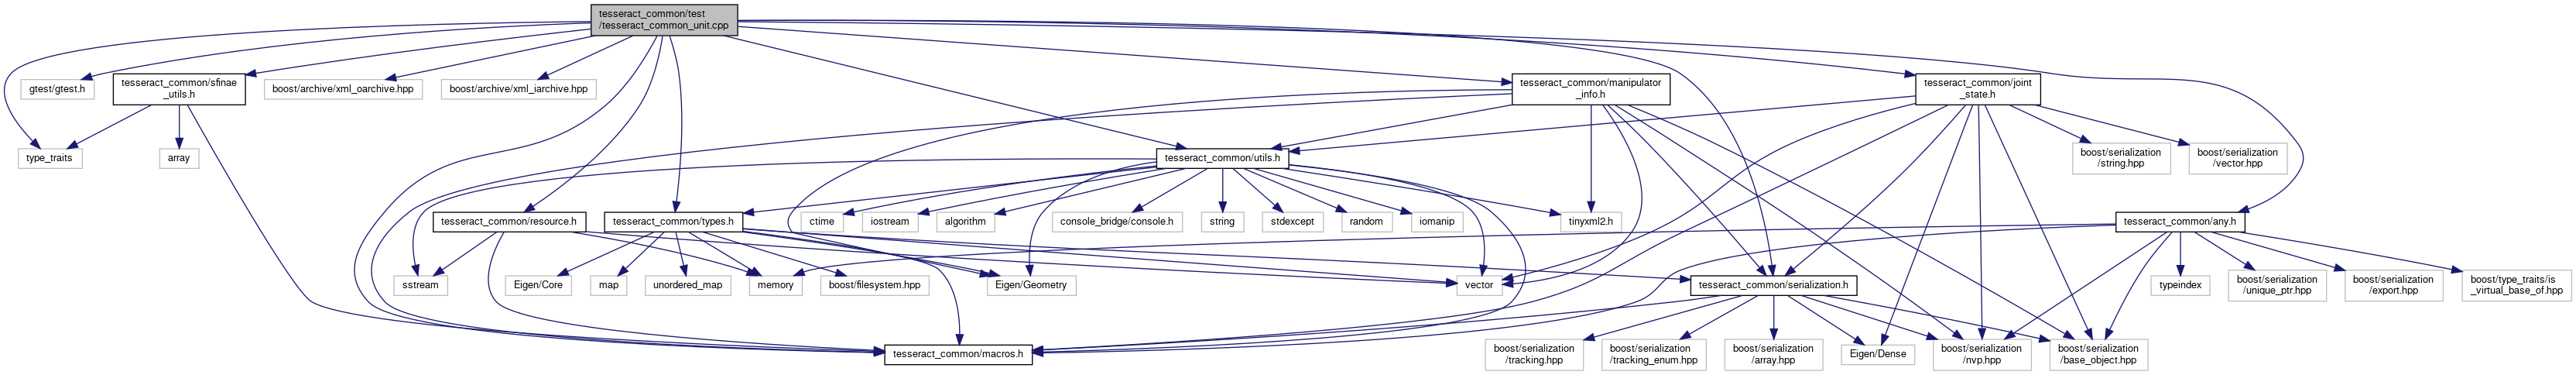 tesseract_common/test
/tesseract_common_unit.cpp
gtest/gtest.h
tesseract_common/sfinae
_utils.h
boost/archive/xml_oarchive.hpp
boost/archive/xml_iarchive.hpp
tesseract_common/manipulator
_info.h
tesseract_common/joint
_state.h
type_traits
array
tesseract_common/utils.h
boost/serialization
/string.hpp
boost/serialization
/vector.hpp
tesseract_common/resource.h
tesseract_common/types.h
ctime
iostream
algorithm
console_bridge/console.h
string
stdexcept
random
iomanip
tinyxml2.h
tesseract_common/any.h
sstream
Eigen/Core
map
unordered_map
memory
boost/filesystem.hpp
Eigen/Geometry
vector
tesseract_common/serialization.h
typeindex
boost/serialization
/unique_ptr.hpp
boost/serialization
/export.hpp
boost/type_traits/is
_virtual_base_of.hpp
tesseract_common/macros.h
boost/serialization
/tracking.hpp
boost/serialization
/tracking_enum.hpp
boost/serialization
/array.hpp
Eigen/Dense
boost/serialization
/nvp.hpp
boost/serialization
/base_object.hpp